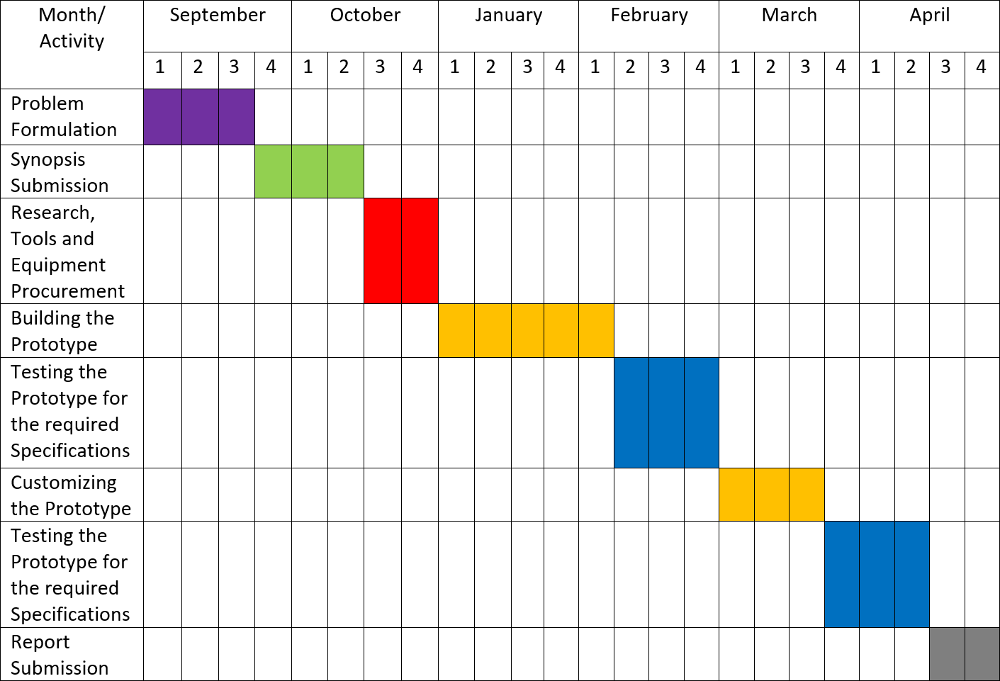 Month/
Activity
September October January February March April
1 2 3 4 1 2 3 4 1 2 3 4 1 2 3 4 1 2 3 4 1 2 3 4
Problem
Formulation
Synopsis
Submission
Research,
Tools and
Equipment
Procurement
Building the
Prototype
Testing the
Prototype for
the required
Specifications
Customizing
the Prototype
Testing the
Prototype for
the required
Specifications
Report
Submission